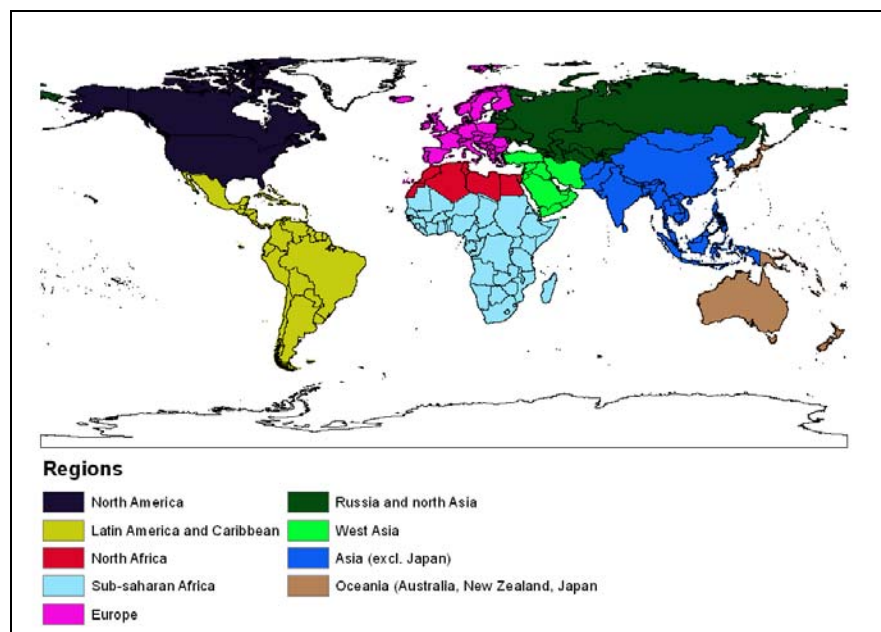 Regions
North America
Latin America and Caribbean
North Africa
Sub-saharan Africa
Europe
Russia and north Asia
West Asia
Asia (excl. Japan)
Oceania (Australia, New Zealand, Japan